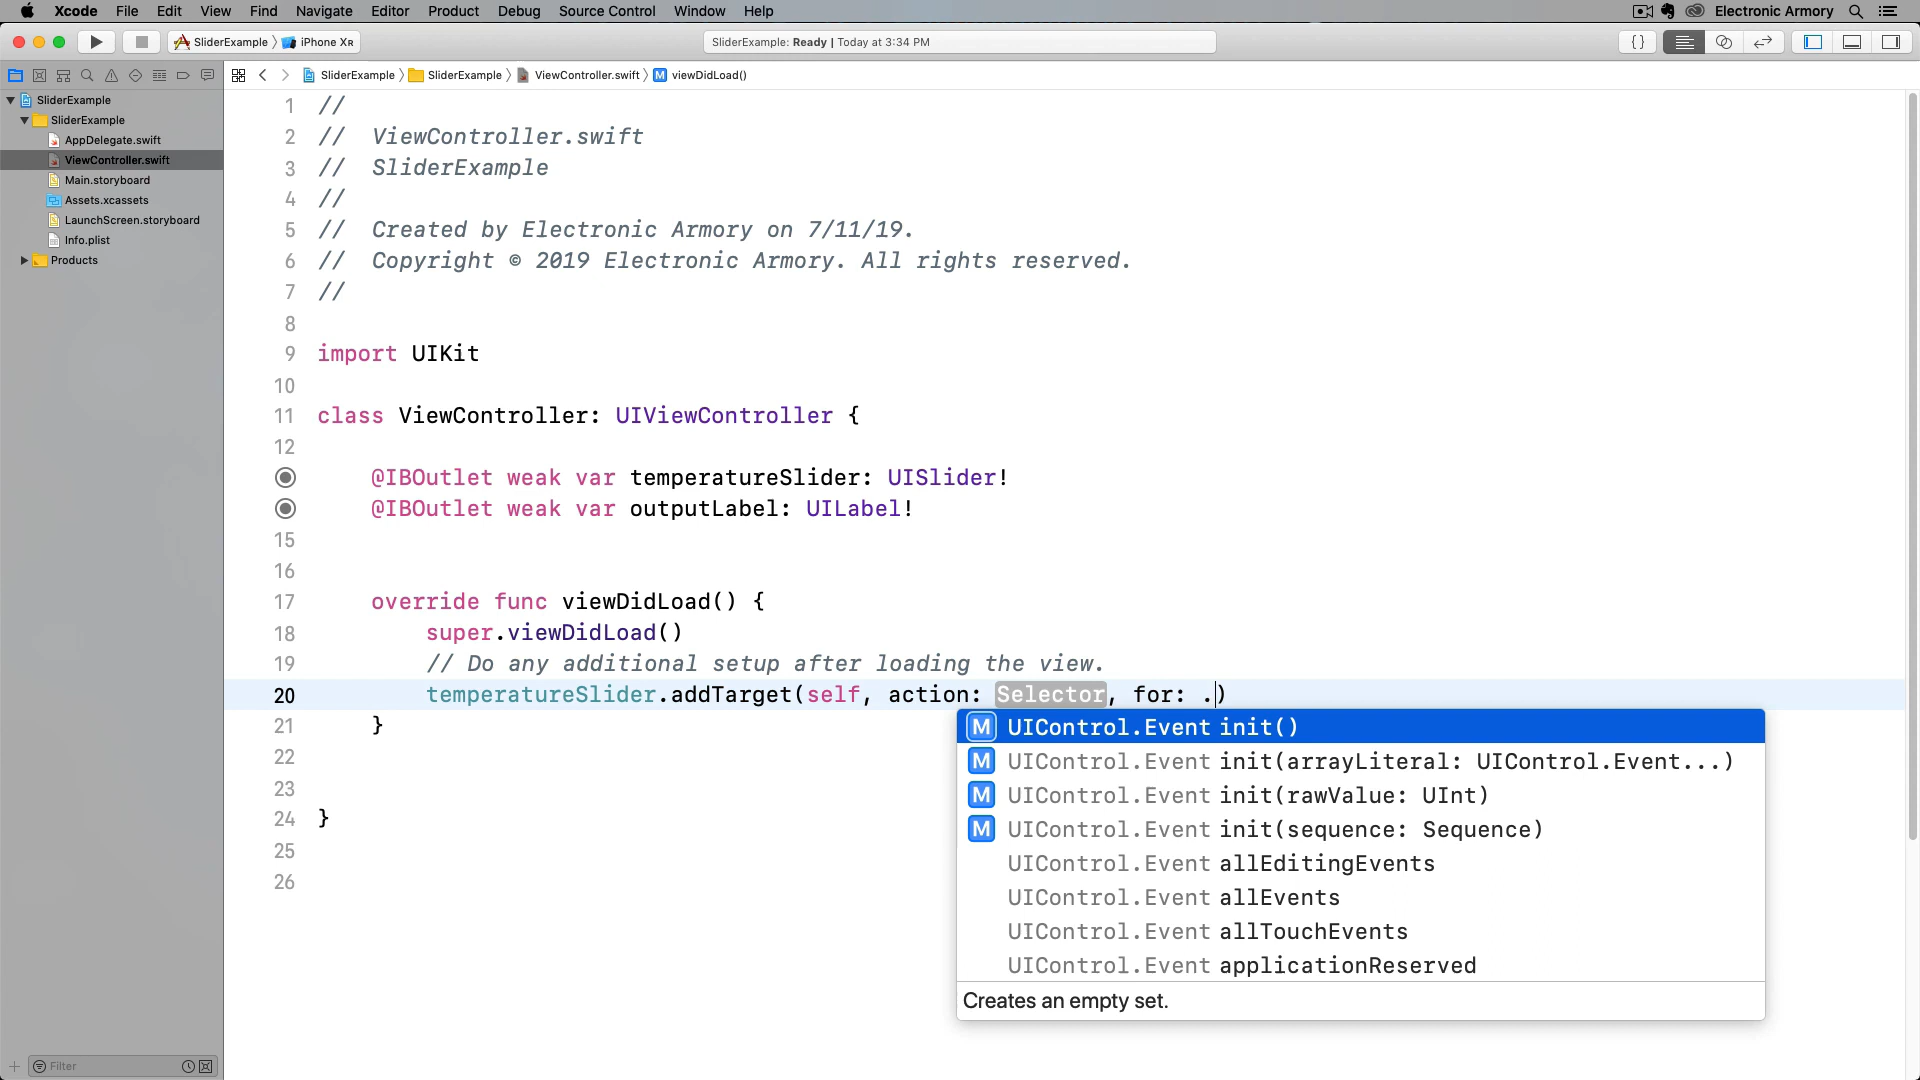 Xcode File Edit View Find Navigate Editor Product Debug Source Control Window Help Electronic Armory
SliderExample iPhone XR SliderExample: Ready | Today at 3:34 PM {}
SliderExample SliderExample ViewController.swift M viewDidLoad()
SliderExample
SliderExample
AppDelegate.swift
ViewController.swift
Main.storyboard
Assets.xcassets
LaunchScreen.storyboard
Info.plist
Products
Filter
1 //
2 // ViewController.swift
3 // SliderExample
4 //
5 // Created by Electronic Armory on 7/11/19.
6 // Copyright © 2019 Electronic Armory. All rights reserved.
7 //
8
9 import UIKit
10
11 class ViewController: UIViewController {
12
@IBOutlet weak var temperatureSlider: UISlider!
@IBOutlet weak var outputLabel: UILabel!
15
16
17 override func viewDidLoad() {
18 super.viewDidLoad()
19 // Do any additional setup after loading the view.
20 temperatureSlider.addTarget(self, action: Selector, for: .)
21 }
22
23
24 }
25
26
M UIControl.Event init()
M UIControl.Event init(arrayLiteral: UIControl.Event...)
M UIControl.Event init(rawValue: UInt)
M UIControl.Event init(sequence: Sequence)
UIControl.Event allEditingEvents
UIControl.Event allEvents
UIControl.Event allTouchEvents
UIControl.Event applicationReserved
Creates an empty set.